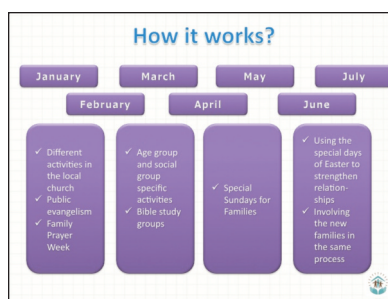 How it works?
January
March
May
July
February
April
June
✓ Different
activities in
the local
church
✓ Public
evangelism
✓ Family
Prayer
Week
✓ Age group
and social
group
specific
activities
✓ Bible study
groups
✓ Special
Sundays for
Families
✓ Using the
special days
of Easter to
strengthen
relation-
ships
✓ Involving
the new
families in
the same
process